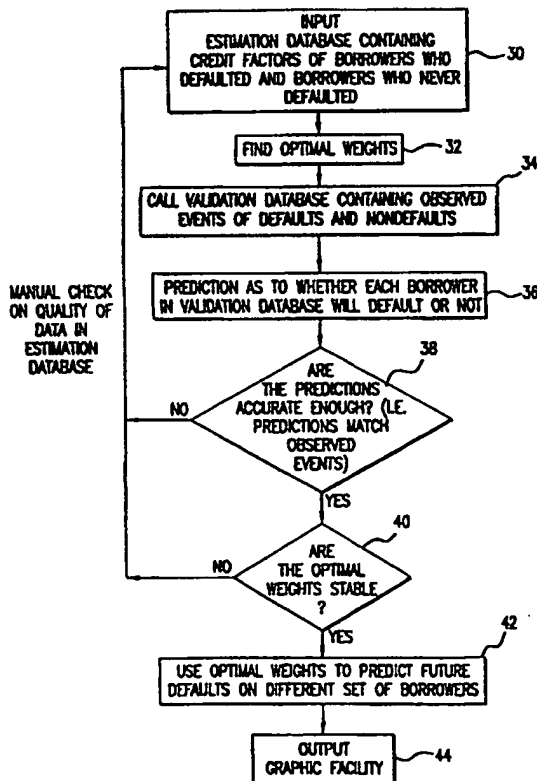 INPUT
ESTIMATION DATABASE CONTAINING
CREDIT FACTORS OF BORROWERS WHO
DEFAULTED AND BORROWERS WHO NEVER
DEFAULTED
30
FIND OPTIMAL WEIGHTS
32
34
CALL VALIDATION DATABASE CONTAINING OBSERVED
EVENTS OF DEFAULTS AND NONDEFAULTS
MANUAL CHECK
ON QUALITY OF
DATA IN
ESTIMATION
DATABASE
PREDICTION AS TO WHETHER EACH BORROWER
IN VALIDATION DATABASE WILL DEFAULT OR NOT
36
38
ARE
THE PREDICTIONS
ACCURATE ENOUGH? (I.E.
PREDICTIONS MATCH
OBSERVED
EVENTS)
NO
YES
40
ARE
THE OPTIMAL
WEIGHTS STABLE
?
NO
YES
42
USE OPTIMAL WEIGHTS TO PREDICT FUTURE
DEFAULTS ON DIFFERENT SET OF BORROWERS
OUTPUT
GRAPHIC FACILITY
44